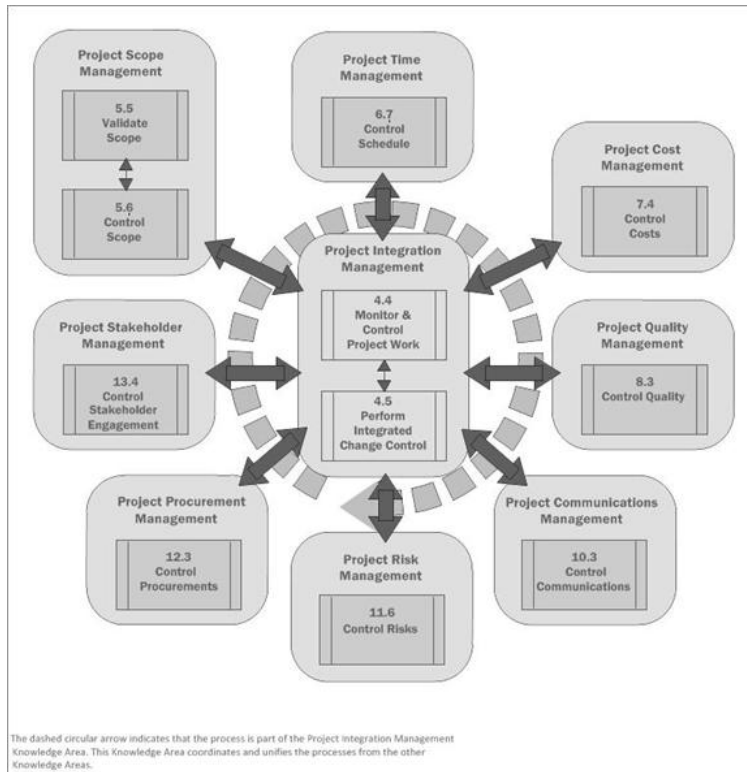 Project Scope
Management
5.5
Validate
Scope
5.6
Control
Scope
Project Time
Management
6.7
Control
Schedule
Project Cost
Management
7.4
Control
Costs
Project Integration
Management
4.4
Monitor &
Control
Project Work
4.5
Perform
Integrated
Change Control
Project Stakeholder
Management
13.4
Control
Stakeholder
Engagement
Project Quality
Management
8.3
Control Quality
Project Procurement
Management
12.3
Control
Procurements
Project Risk
Management
11.6
Control Risks
Project Communications
Management
10.3
Control
Communications
The dashed circular arrow indicates that the process is part of the Project Integration Management
Knowledge Area. This Knowledge Area coordinates and unifies the processes from the other
Knowledge Areas.